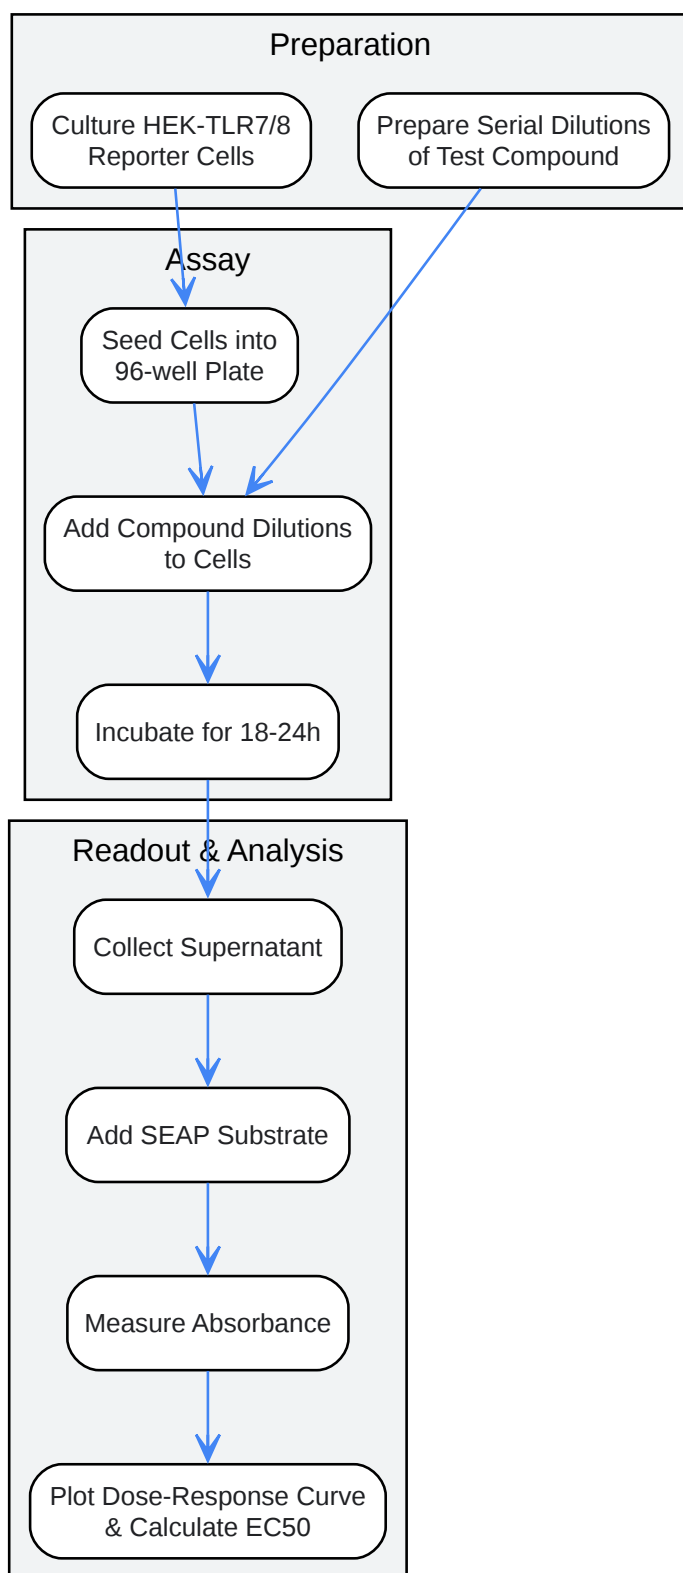 Preparation
Culture HEK-TLR7/8
Reporter Cells
Prepare Serial Dilutions
of Test Compound
Assay
Seed Cells into
96-well Plate
Add Compound Dilutions
to Cells
Incubate for 18-24h
Readout & Analysis
Collect Supernatant
Add SEAP Substrate
Measure Absorbance
Plot Dose-Response Curve
& Calculate EC50